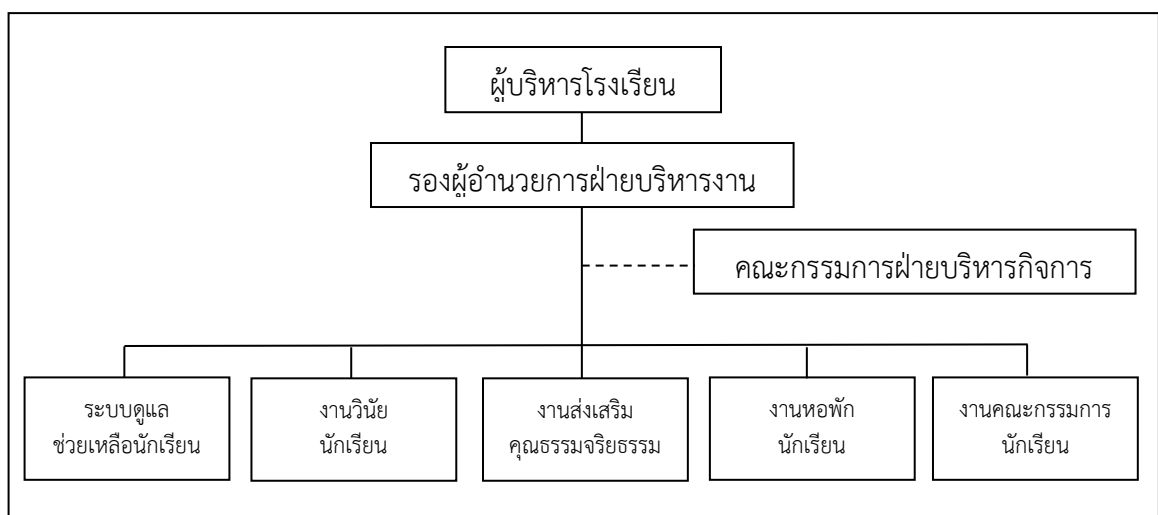 ผู้บริหารโรงเรียน
รองผู้อำนวยการฝ่ายบริหารงาน
คณะกรรมการฝ่ายบริหารกิจการ
ระบบดูแล
ช่วยเหลือนักเรียน
งานวินัย
นักเรียน
งานส่งเสริม
คุณธรรมจริยธรรม
งานหอพัก
นักเรียน
งานคณะกรรมการ
นักเรียน